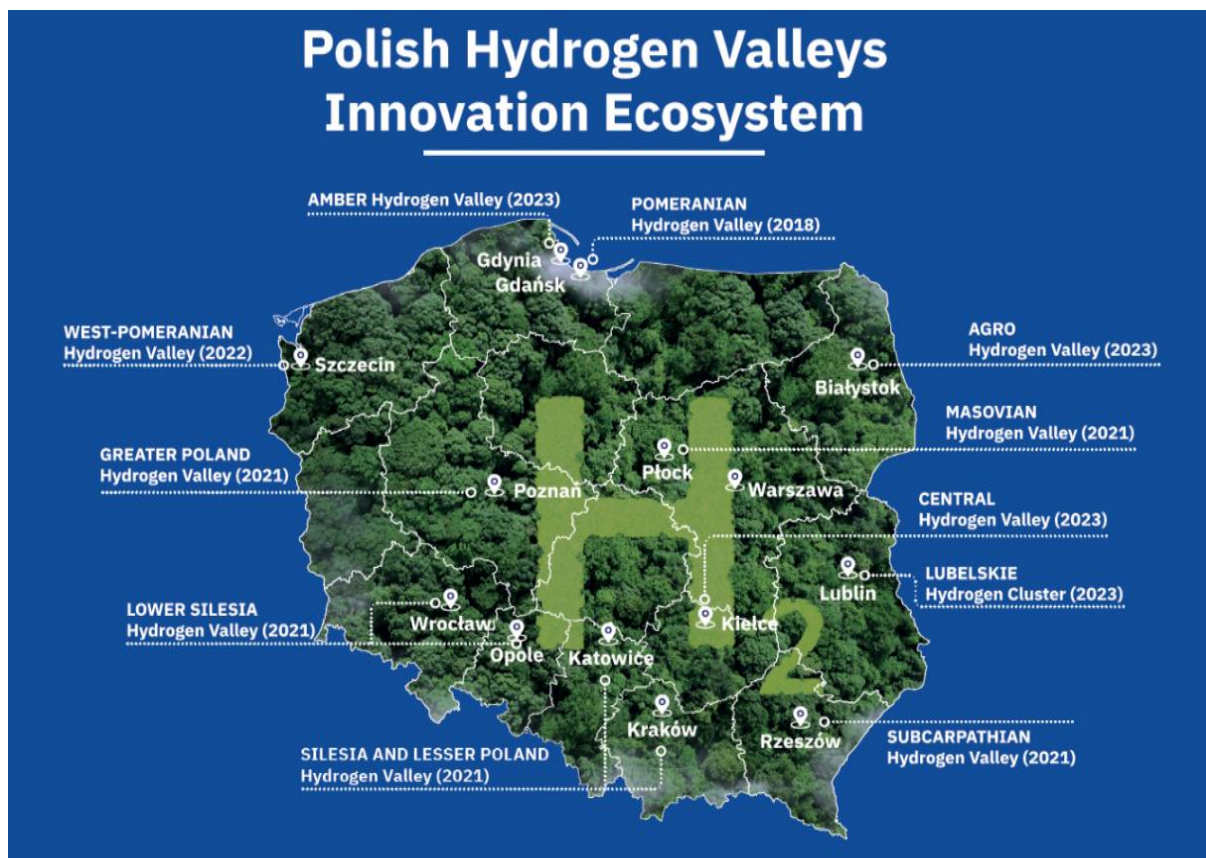 Polish Hydrogen Valleys
Innovation Ecosystem
AMBER Hydrogen Valley (2023)
POMERANIAN
Hydrogen Valley (2018)
Gdynia
Gdańsk
WEST-POMERANIAN
Hydrogen Valley (2022)
Szczecin
AGRO
Hydrogen Valley (2023)
Białystok
MASOVIAN
Hydrogen Valley (2021)
GREATER POLAND
Hydrogen Valley (2021)
Poznań
Płock
Warszawa
CENTRAL
Hydrogen Valley (2023)
LUBELSKIE
Hydrogen Cluster (2023)
Lublin
LOWER SILESIA
Hydrogen Valley (2021)
Wrocław
Opole
Katowice
Kielce
H2
Kraków
Rzeszów
SILESIA AND LESSER POLAND
Hydrogen Valley (2021)
SUBCARPATHIAN
Hydrogen Valley (2021)